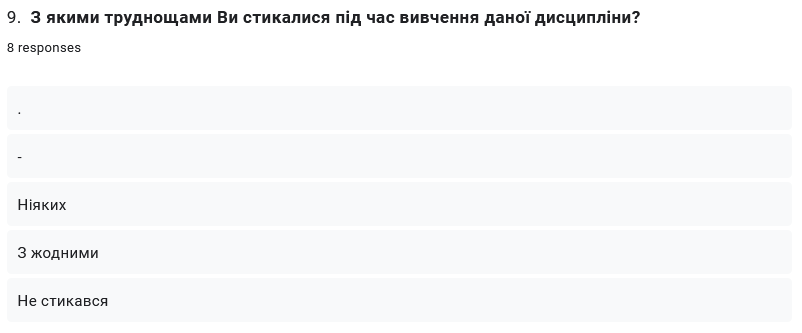 9. З якими труднощами Ви стикалися під час вивчення даної дисципліни?
8 responses
.
-
Ніяких
З жодними
Не стикався